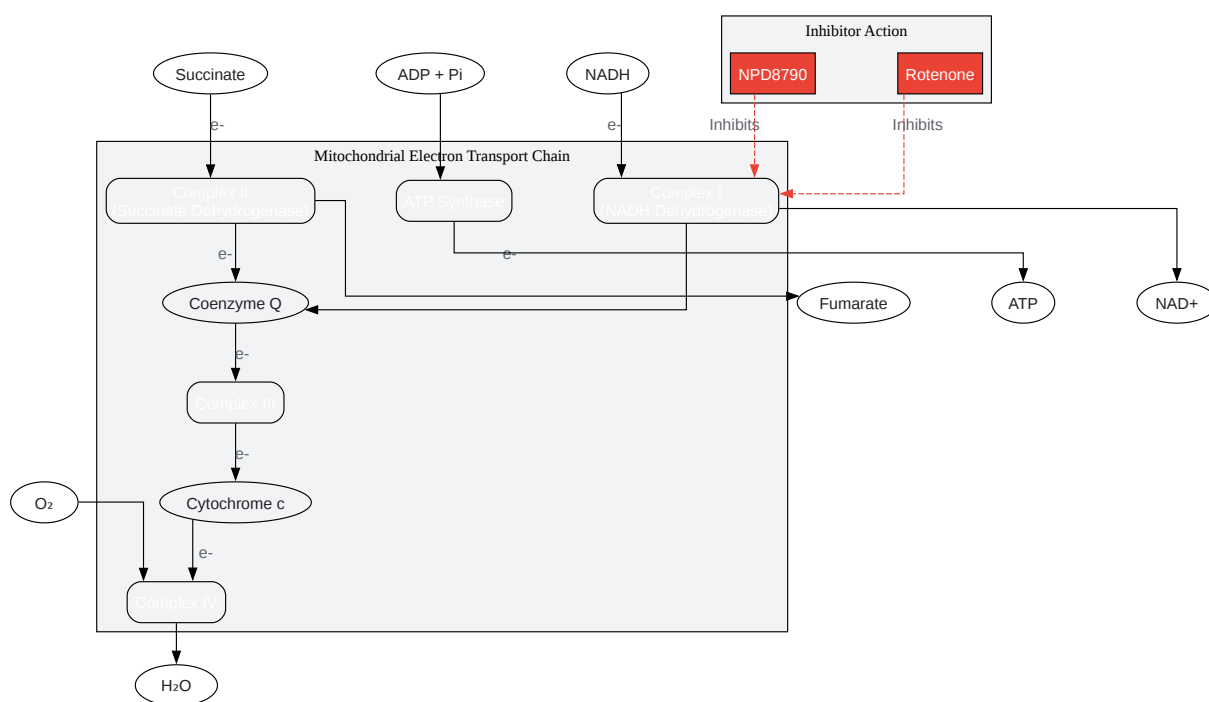 Inhibitor Action
Succinate
ADP + Pi
NADH
NPD8790
Rotenone
e-
e-
Inhibits
Inhibits
Mitochondrial Electron Transport Chain
Complex II
(Succinate Dehydrogenase)
ATP Synthase
Complex I
(NADH Dehydrogenase)
e-
e-
Coenzyme Q
Fumarate
ATP
NAD+
e-
Complex III
e-
O₂
Cytochrome c
e-
Complex IV
H₂O